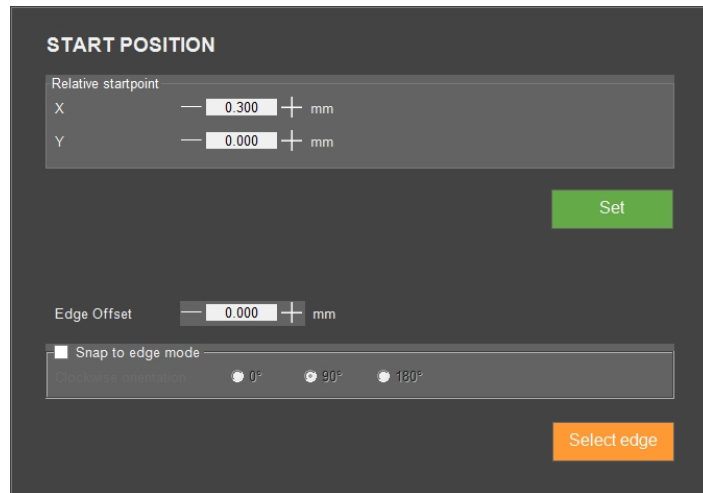 START POSITION
Relative startpoint
X 0.300 mm
Y 0.000 mm
Set
Edge Offset 0.000 mm
Snap to edge mode
Clockwise orientation 0° 90° 180°
Select edge